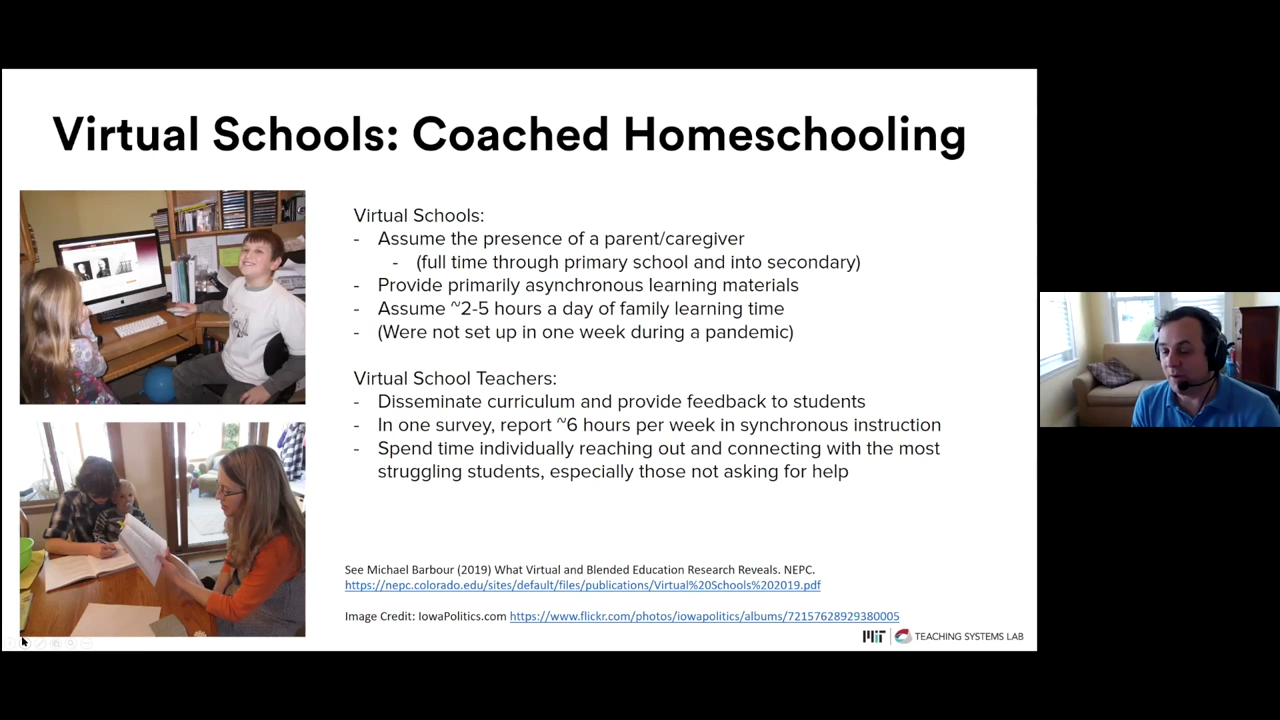 Virtual Schools: Coached Homeschooling
Virtual Schools:
- Assume the presence of a parent/caregiver
- (full time through primary school and into secondary)
- Provide primarily asynchronous learning materials
- Assume ~2-5 hours a day of family learning time
- (Were not set up in one week during a pandemic)
Virtual School Teachers:
- Disseminate curriculum and provide feedback to students
- In one survey, report ~6 hours per week in synchronous instruction
- Spend time individually reaching out and connecting with the most
struggling students, especially those not asking for help
See Michael Barbour (2019) What Virtual and Blended Education Research Reveals. NEPC.
https://nepc.colorado.edu/sites/default/files/publications/Virtual%20Schools%202019.pdf
Image Credit: IowaPolitics.com https://www.flickr.com/photos/iowapolitics/albums/72157628929380005
MIT TEACHING SYSTEMS LAB